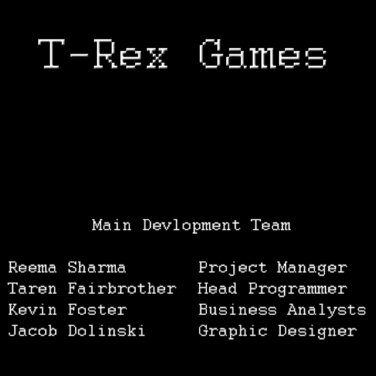 T-Rex Games
Main Devlopment Team
Reema Sharma Project Manager
Taren Fairbrother Head Programmer
Kevin Foster Business Analysts
Jacob Dolinski Graphic Designer